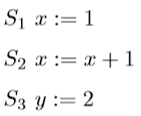 S₁ x := 1
S₂ x := x + 1
S₃ y := 2